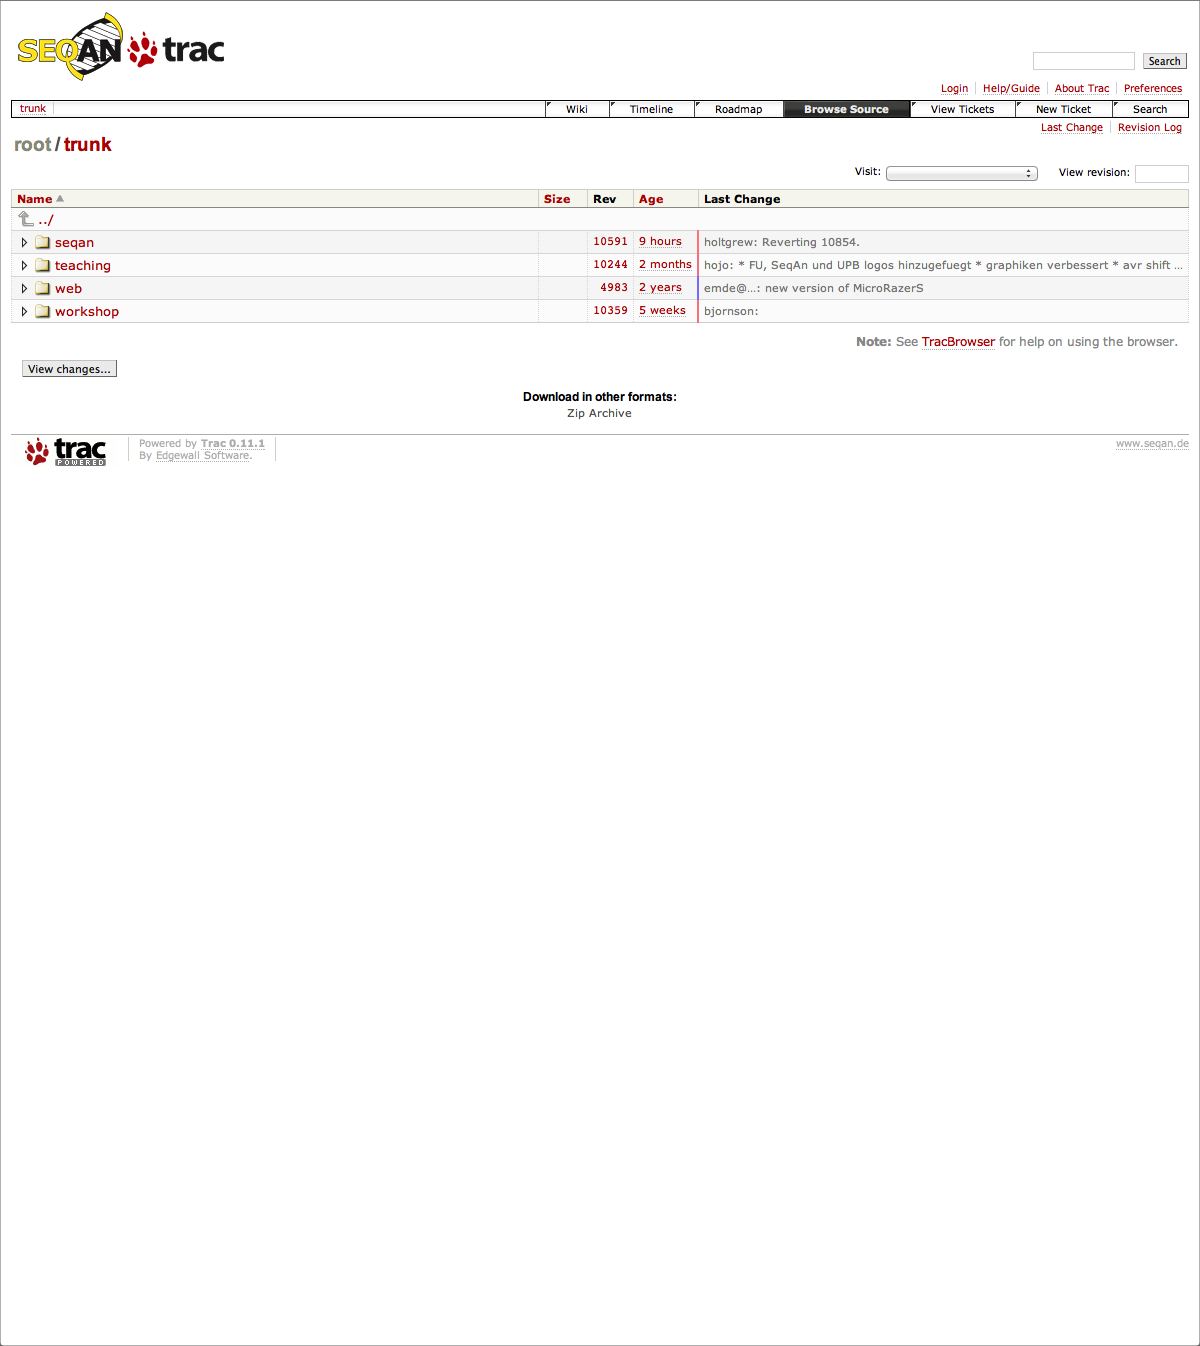 SEQAN trac
Search
Login Help/Guide About Trac Preferences
trunk Wiki Timeline Roadmap Browse Source View Tickets New Ticket Search
Last Change Revision Log
root / trunk
Visit: View revision:
Name Size Rev Age Last Change
../
seqan 10591 9 hours holtgrew: Reverting 10854.
teaching 10244 2 months hojo: * FU, SeqAn und UPB logos hinzugefuegt * graphiken verbessert * avr shift ...
web 4983 2 years emde@...: new version of MicroRazerS
workshop 10359 5 weeks bjornson:
Note: See TracBrowser for help on using the browser.
View changes...
Download in other formats:
Zip Archive
trac POWERED
Powered by Trac 0.11.1
By Edgewall Software.
www.seqan.de